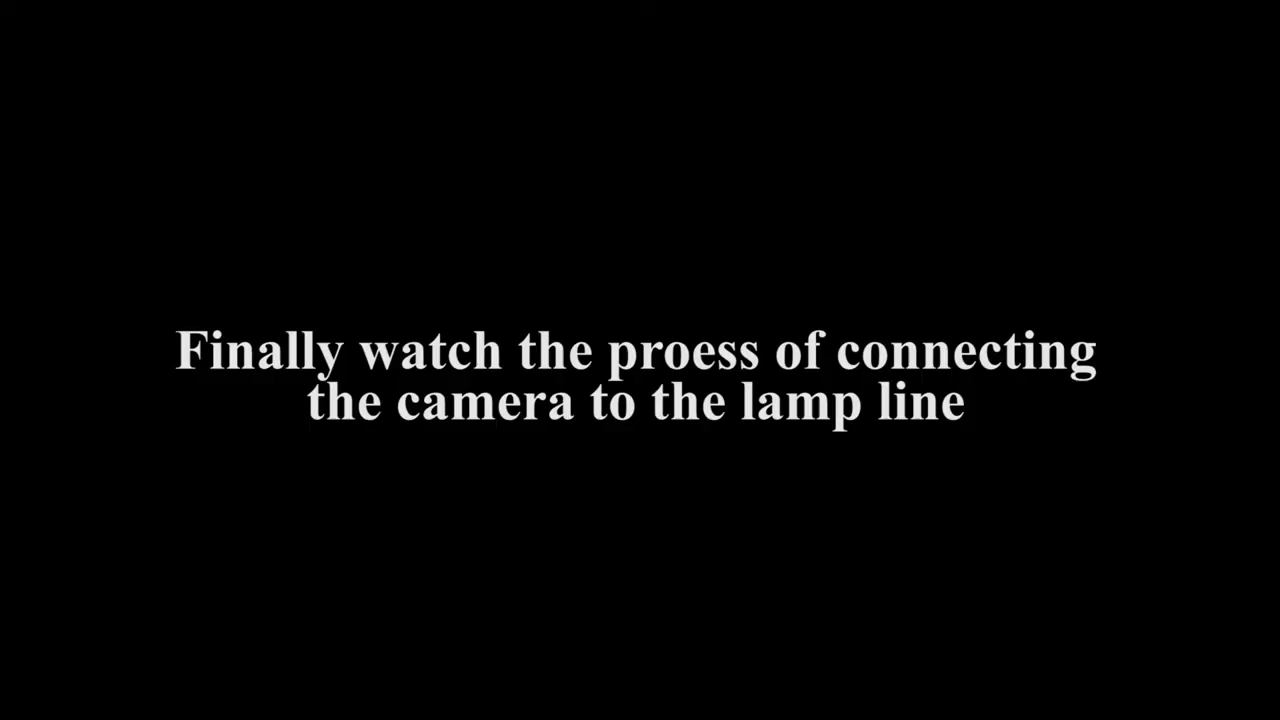 Finally watch the proess of connecting
the camera to the lamp line